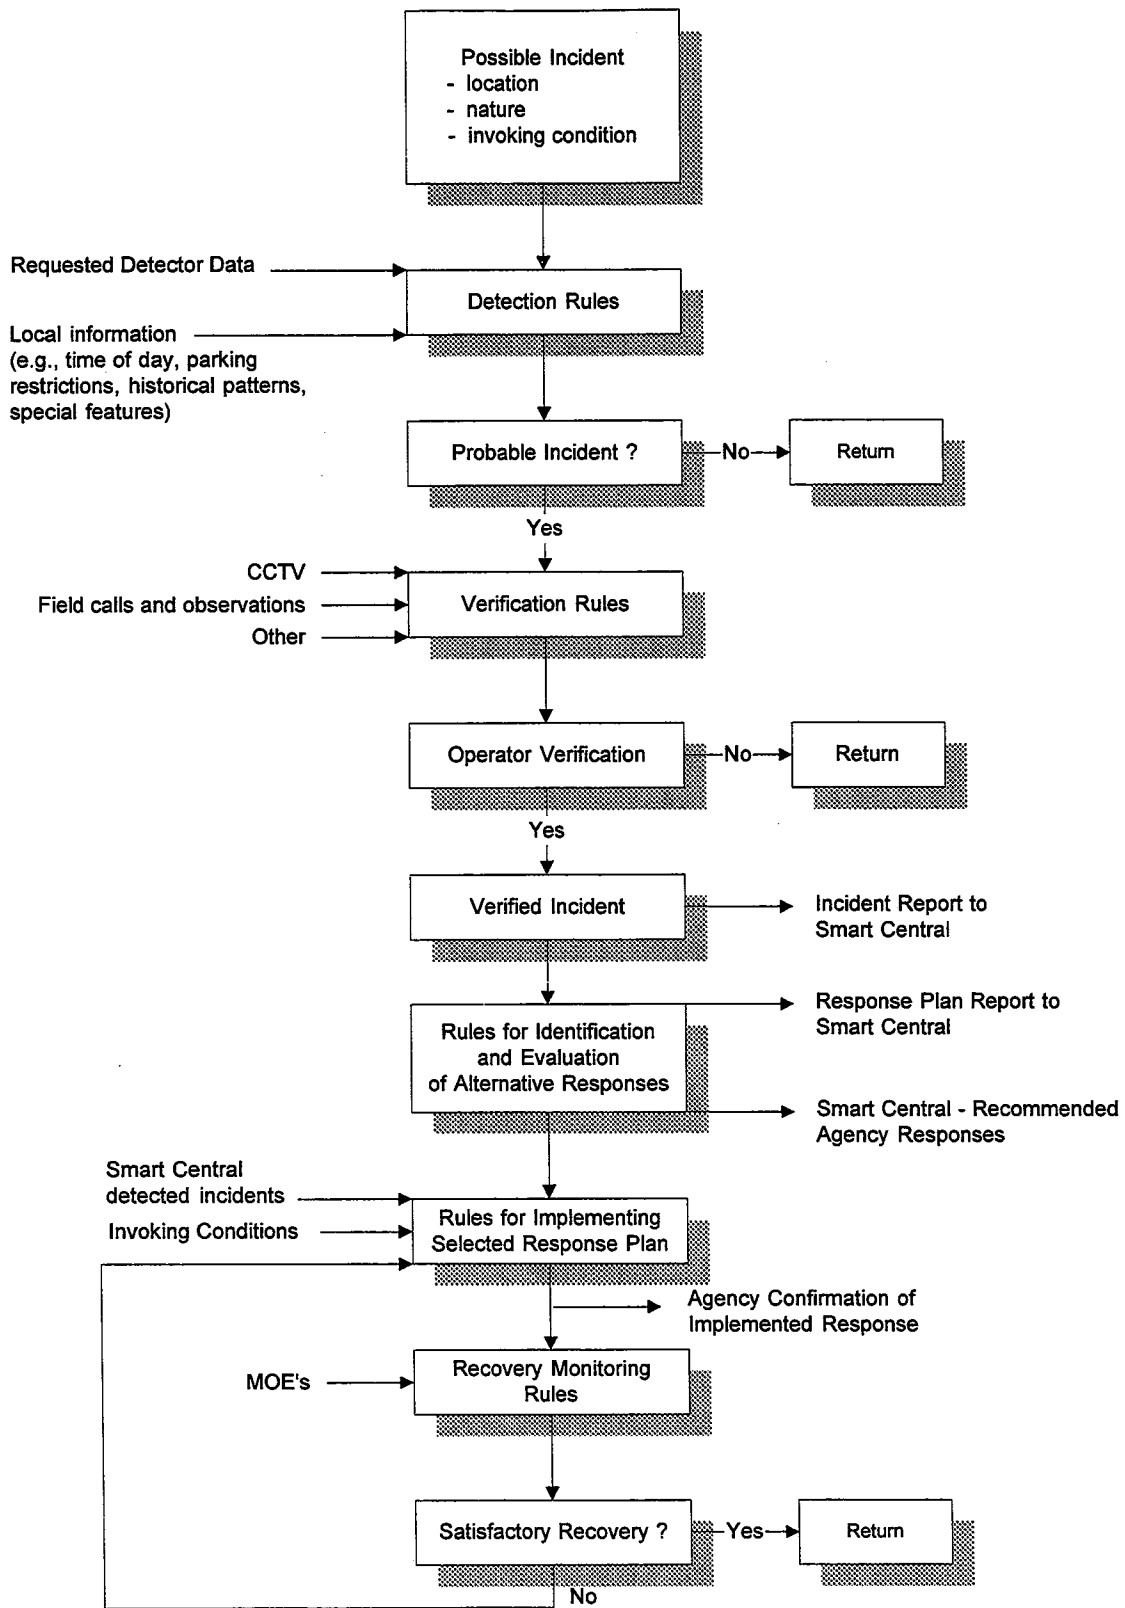 Possible Incident
- location
- nature
- invoking condition
Requested Detector Data
Detection Rules
Local information
(e.g., time of day, parking
restrictions, historical patterns,
special features)
Probable Incident ?
No
Return
Yes
CCTV
Field calls and observations
Other
Verification Rules
Operator Verification
No
Return
Yes
Verified Incident
Incident Report to
Smart Central
Rules for Identification
and Evaluation
of Alternative Responses
Response Plan Report to
Smart Central
Smart Central - Recommended
Agency Responses
Smart Central
detected incidents
Invoking Conditions
Rules for Implementing
Selected Response Plan
Agency Confirmation of
Implemented Response
MOE's
Recovery Monitoring
Rules
Satisfactory Recovery ?
Yes
Return
No